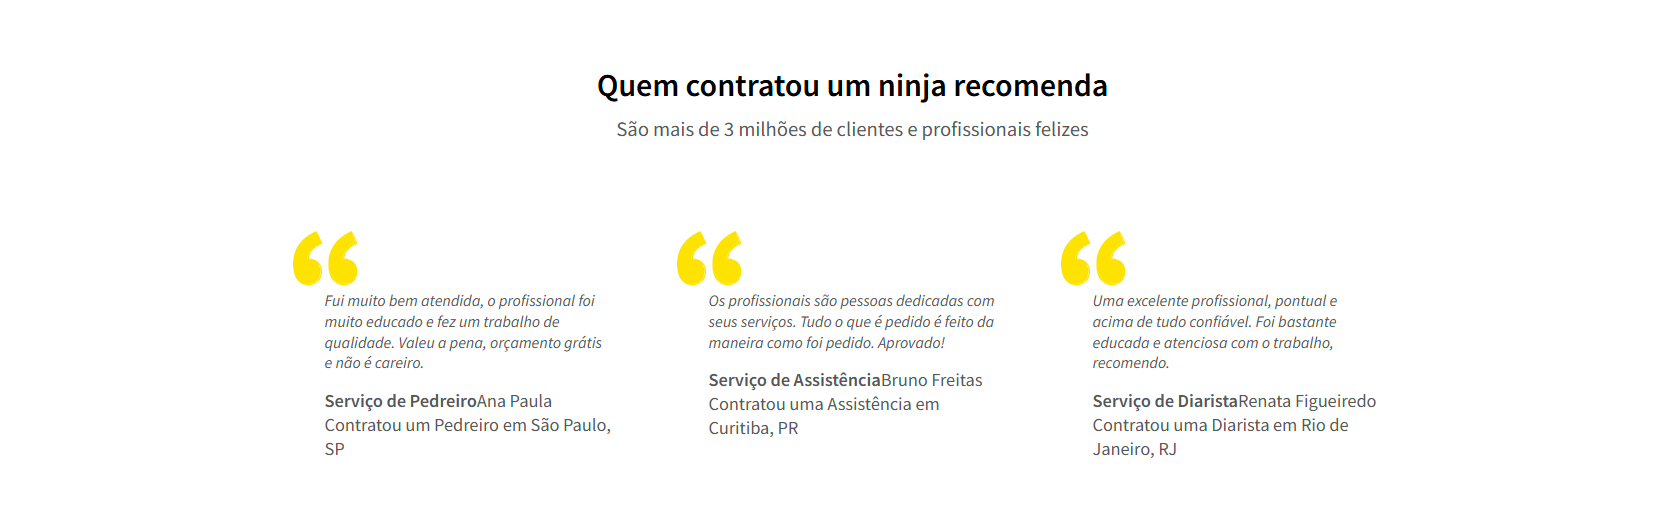 Quem contratou um ninja recomenda
São mais de 3 milhões de clientes e profissionais felizes
Fui muito bem atendida, o profissional foi
muito educado e fez um trabalho de
qualidade. Valeu a pena, orçamento grátis
e não é careiro.
Serviço de PedreiroAna Paula
Contratou um Pedreiro em São Paulo,
SP
Os profissionais são pessoas dedicadas com
seus serviços. Tudo o que é pedido é feito da
maneira como foi pedido. Aprovado!
Serviço de AssistênciaBruno Freitas
Contratou uma Assistência em
Curitiba, PR
Uma excelente profissional, pontual e
acima de tudo confiável. Foi bastante
educada e atenciosa com o trabalho,
recomendo.
Serviço de DiaristaRenata Figueiredo
Contratou uma Diarista em Rio de
Janeiro, RJ